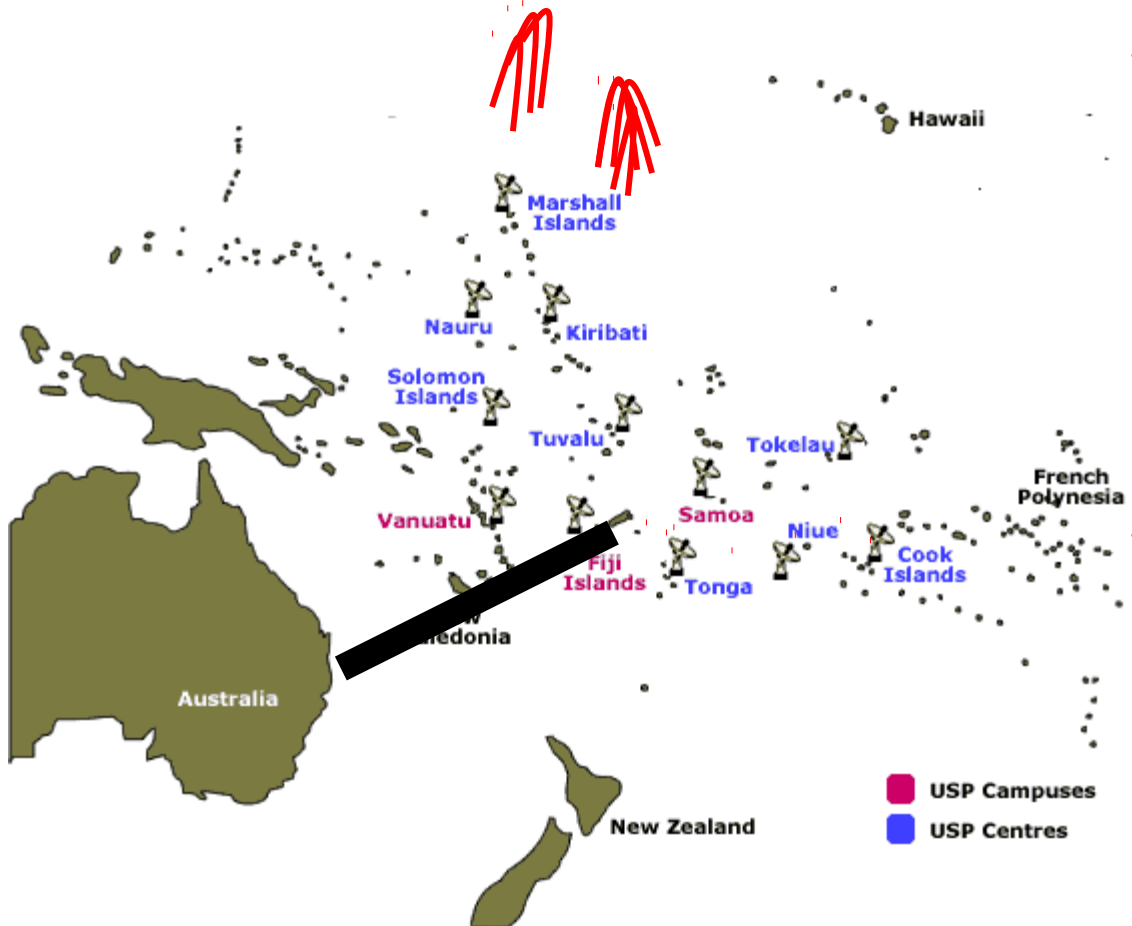 Hawaii
Marshall
Islands
Nauru
Kiribati
Solomon
Islands
Tuvalu
Tokelau
French
Polynesia
Vanuatu
Samoa
Niue
Fiji
Islands
Cook
Islands
Tonga
Australia
USP Campuses
New Zealand
USP Centres